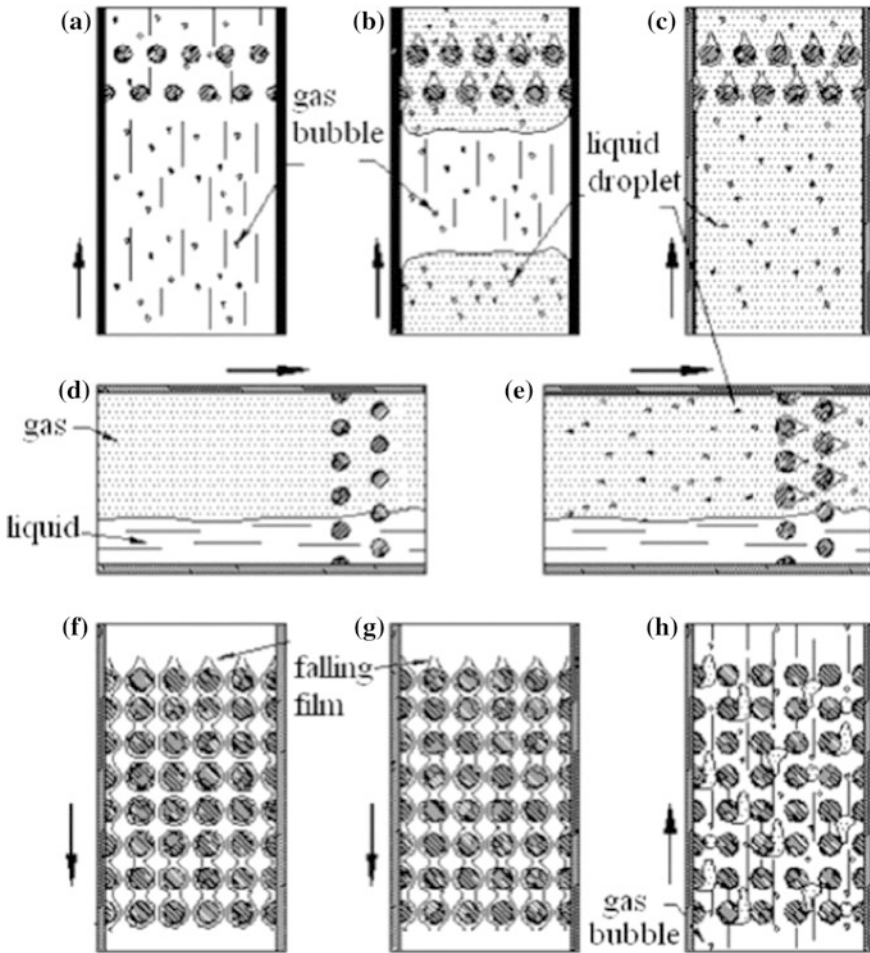 (a)
(b)
(c)
gas
bubble
liquid
droplet
(d)
(e)
gas
liquid
(f)
(g)
(h)
falling
film
gas
bubble